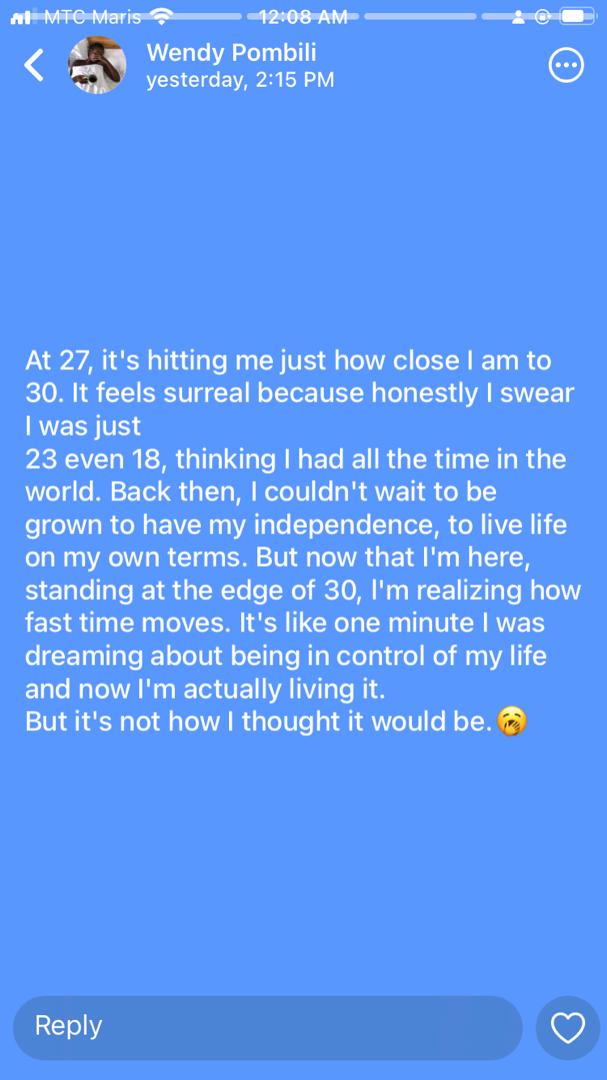 MTC Maris 12:08 AM
Wendy Pombili
yesterday, 2:15 PM
At 27, it's hitting me just how close I am to
30. It feels surreal because honestly I swear
I was just
23 even 18, thinking I had all the time in the
world. Back then, I couldn't wait to be
grown to have my independence, to live life
on my own terms. But now that I'm here,
standing at the edge of 30, I'm realizing how
fast time moves. It's like one minute I was
dreaming about being in control of my life
and now I'm actually living it.
But it's not how I thought it would be.🥱
Reply